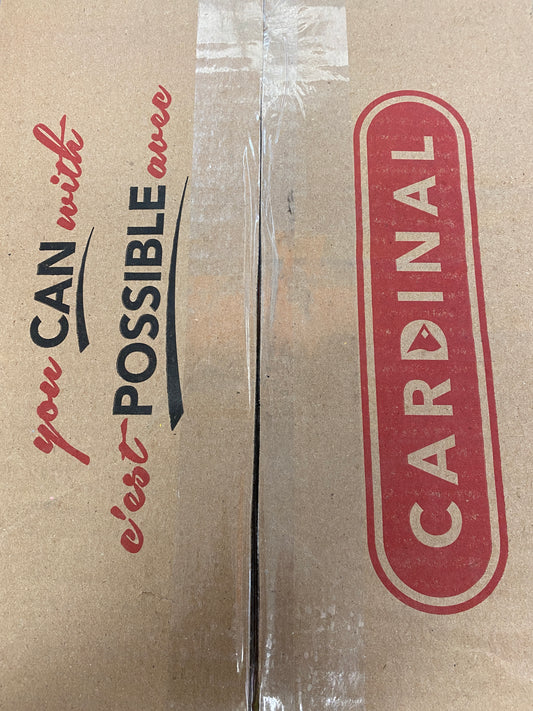 you CAN with
c'est POSSIBLE avec
CARDINAL